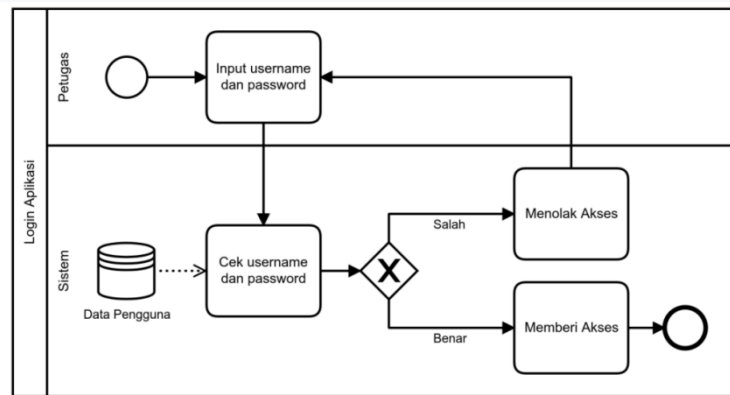 Login Aplikasi
Petugas
Input username
dan password
Sistem
Data Pengguna
Cek username
dan password
X
Salah
Menolak Akses
Benar
Memberi Akses